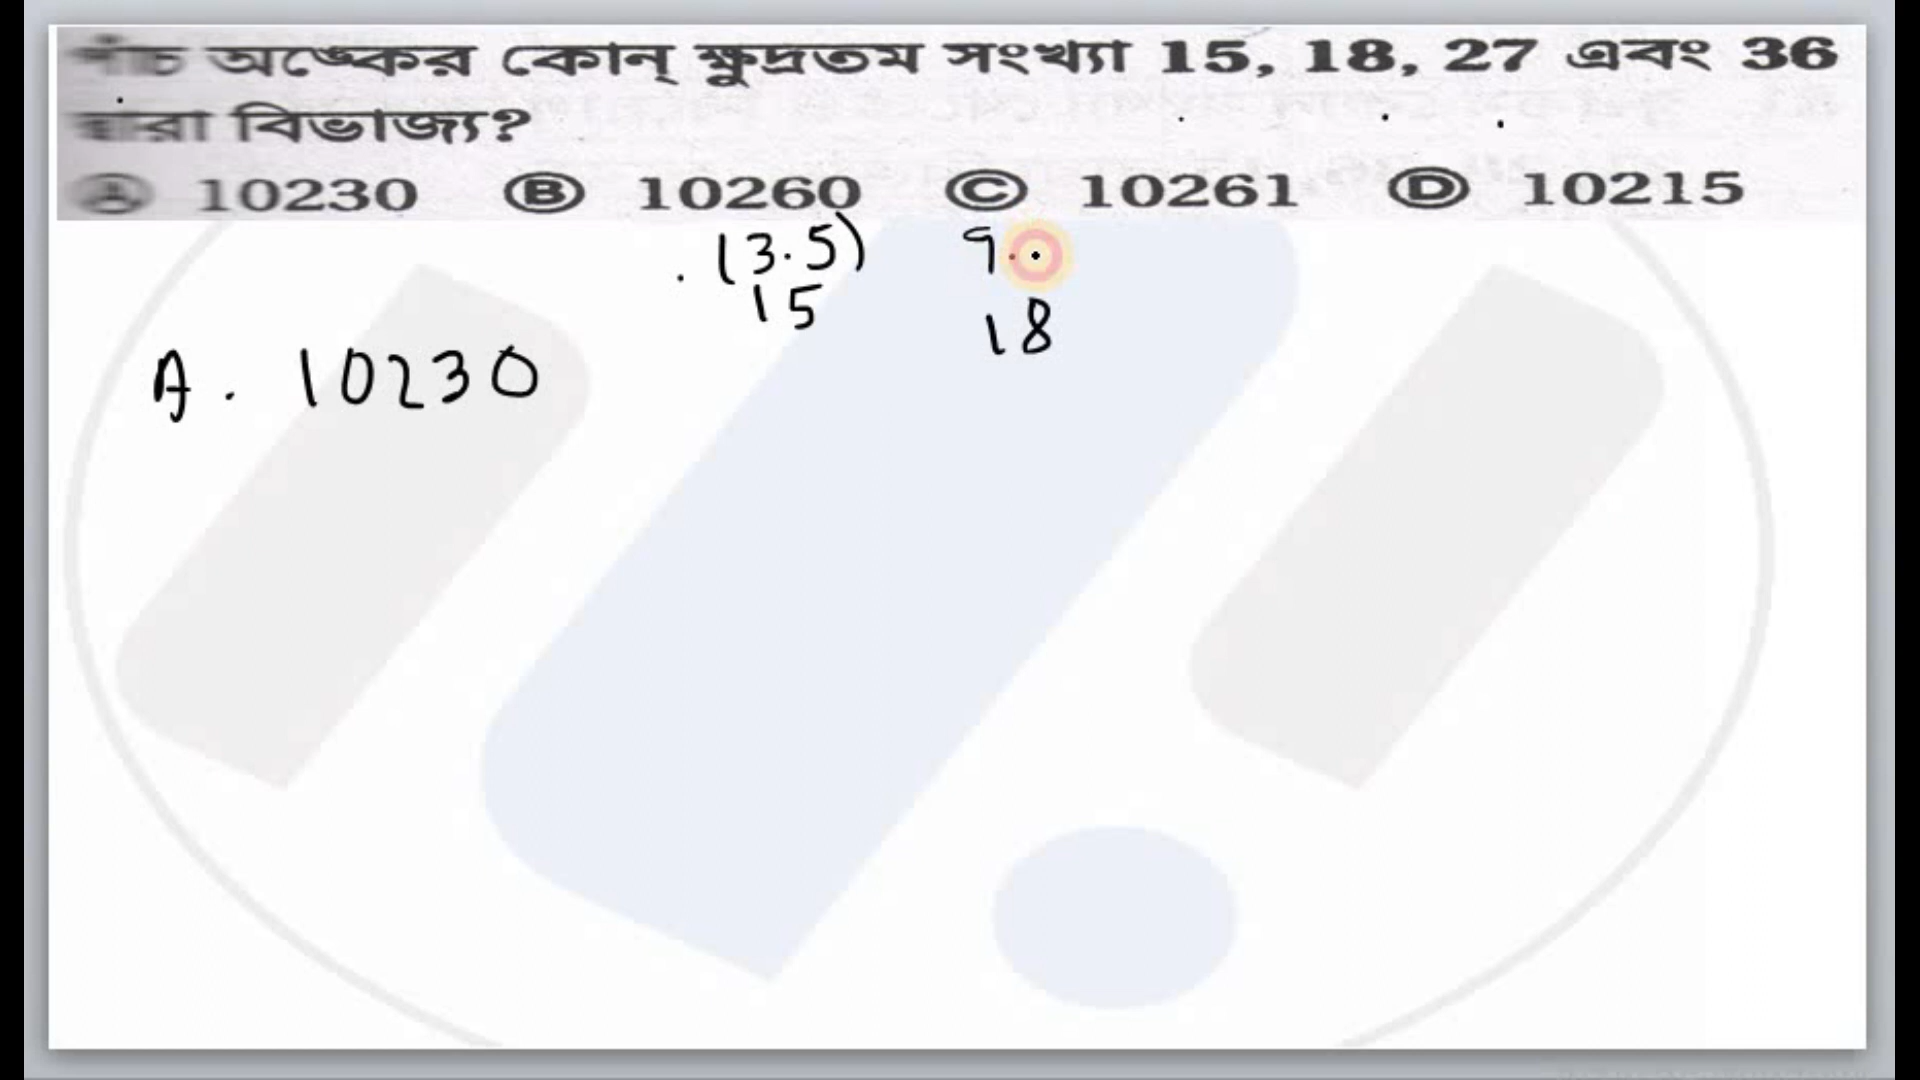 পাঁচ অঙ্কের কোন্ ক্ষুদ্রতম সংখ্যা 15, 18, 27 এবং 36
দ্বারা বিভাজ্য?
Ⓐ 10230 Ⓑ 10260 Ⓒ 10261 Ⓓ 10215
(3.5) 9.
15 18
A. 10230